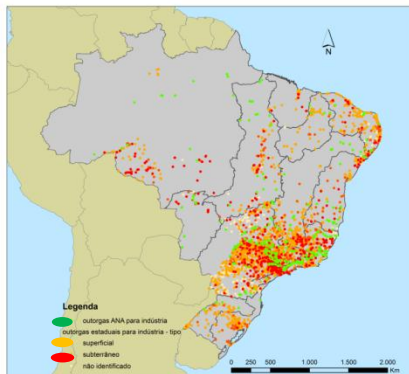 N
Legenda
outorgas ANA para indústria
outorgas estaduais para indústria - tipo
superficial
subterrâneo
não identificado
0 250 500 1.000 1.500 2.000
Km